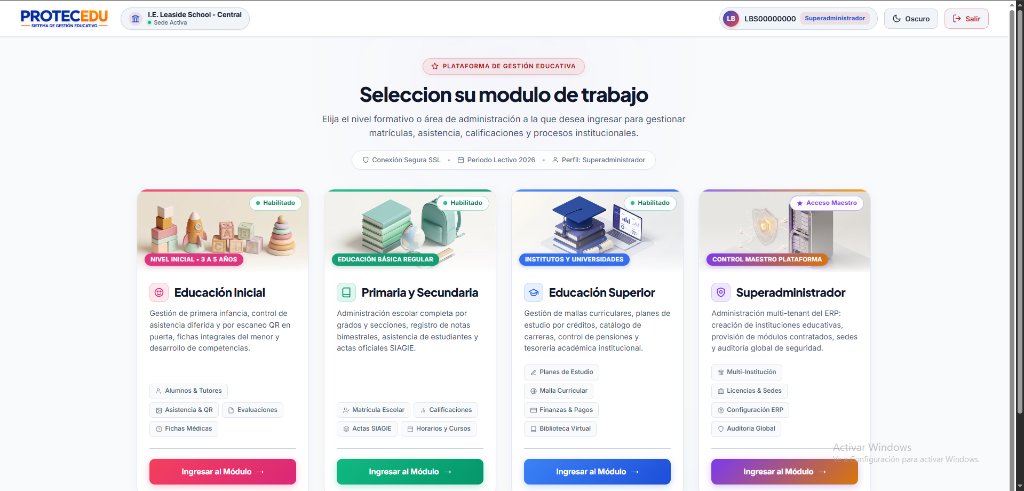 PROTECEDU
SISTEMA DE GESTIÓN EDUCATIVO
I.E. Leaside School - Central
Sede Activa
LB
LBS00000000
Superadministrador
Oscuro
Salir
PLATAFORMA DE GESTIÓN EDUCATIVA
Seleccion su modulo de trabajo
Elija el nivel formativo o área de administración a la que desea ingresar para gestionar
matrículas, asistencia, calificaciones y procesos institucionales.
Conexión Segura SSL • Periodo Lectivo 2026 • Perfil: Superadministrador
Habilitado
NIVEL INICIAL - 3 A 5 AÑOS
Educación Inicial
Gestión de primera infancia, control de
asistencia diferida y por escaneo QR en
puerta, fichas integrales del menor y
desarrollo de competencias.
Alumnos & Tutores
Asistencia & QR
Evaluaciones
Fichas Médicas
Ingresar al Módulo →
Habilitado
EDUCACIÓN BÁSICA REGULAR
Primaria y Secundaria
Administración escolar completa por
grados y secciones, registro de notas
bimestrales, asistencia de estudiantes y
actas oficiales SIAGIE.
Matrícula Escolar
Calificaciones
Actas SIAGIE
Horarios y Cursos
Ingresar al Módulo →
Habilitado
INSTITUTOS Y UNIVERSIDADES
Educación Superior
Gestión de mallas curriculares, planes de
estudio por créditos, catálogo de
carreras, control de pensiones y
tesorería académica institucional.
Planes de Estudio
Malla Curricular
Finanzas & Pagos
Biblioteca Virtual
Ingresar al Módulo →
Acceso Maestro
CONTROL MAESTRO PLATAFORMA
Superadministrador
Administración multi-tenant del ERP:
creación de instituciones educativas,
provisión de módulos contratados, sedes
y auditoría global de seguridad.
Multi-Institución
Licencias & Sedes
Configuración ERP
Auditoría Global
Ingresar al Módulo →
Activar Windows
Ve a Configuración para activar Windows.